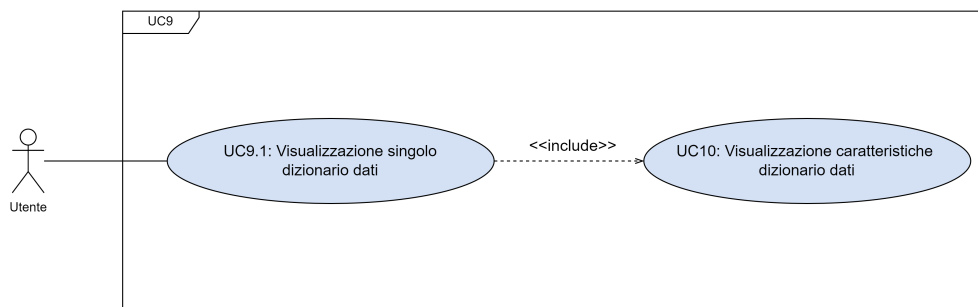 UC9
UC9.1: Visualizzazione singolo
dizionario dati
<<include>>
UC10: Visualizzazione caratteristiche
dizionario dati
Utente